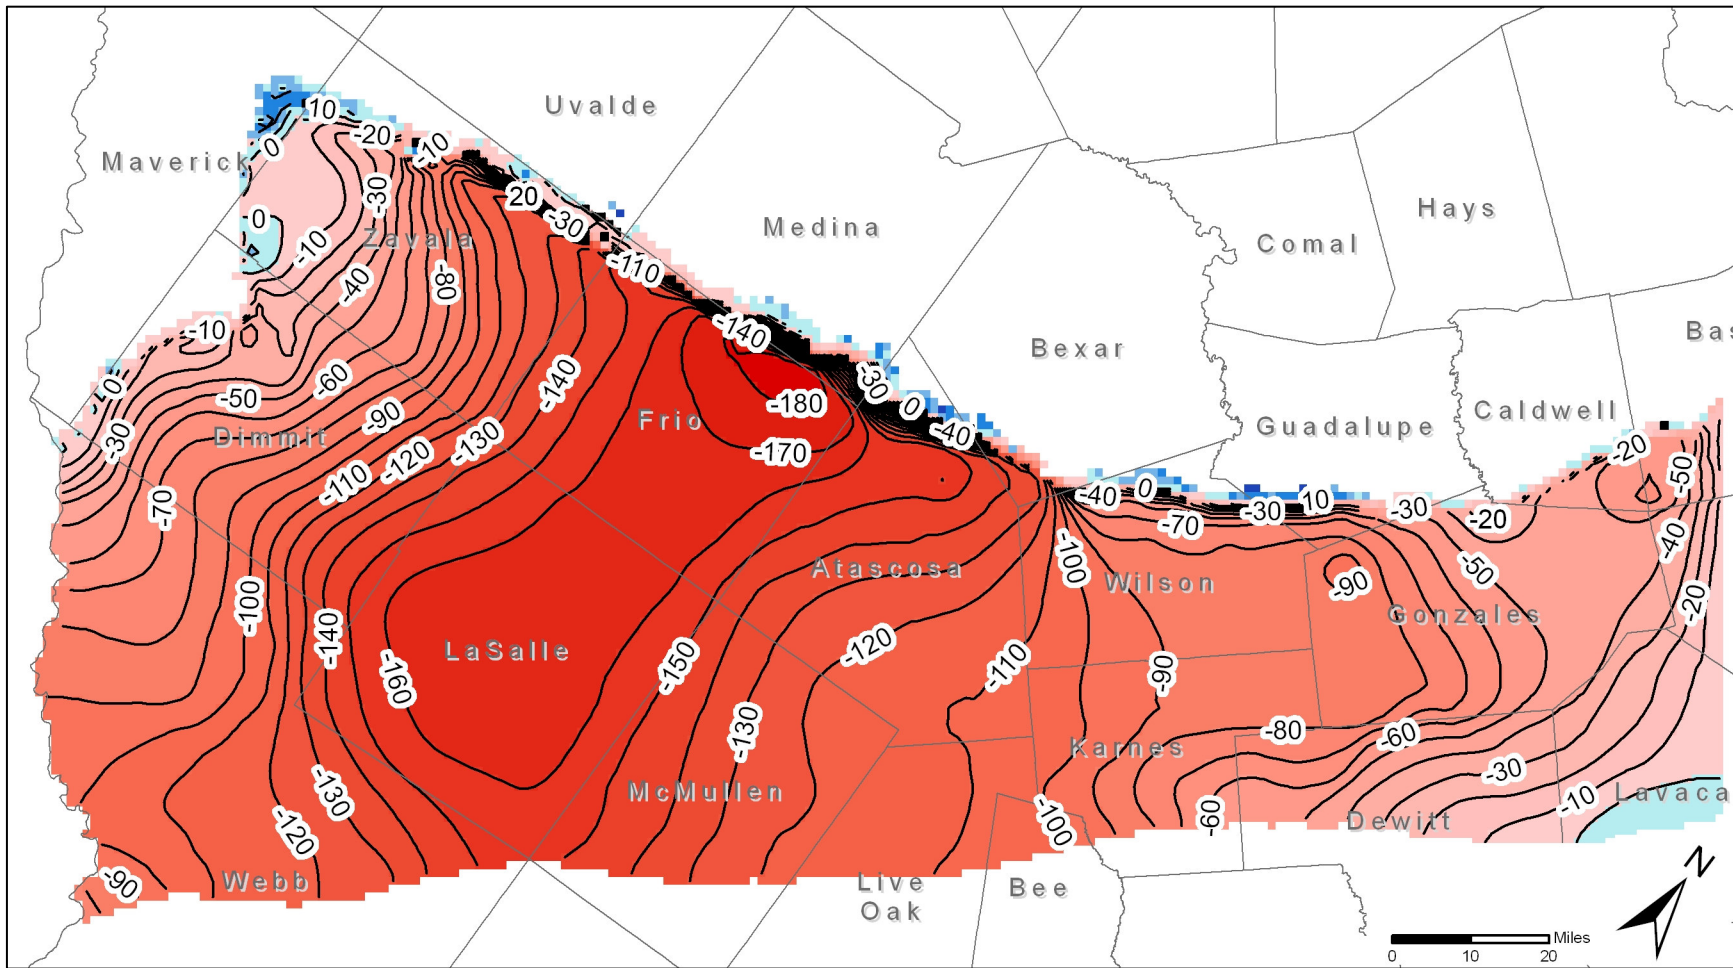 Uvalde
10
-20
-10
0
Maverick
-30
20
-30
Hays
0
Zavala
Medina
Comal
-10
-110
-80
-40
-10
-140
Bexar
Bas
-60
-140
-30
10
-50
-180
0
Frio
Caldwell
Guadalupe
-90
-40
-30
Dimmit
-130
-170
-20
-120
-50
-110
-40
0
10
-30
-30
-70
-70
-20
-40
-100
-50
Atascosa
Wilson
-90
-100
-20
Gonzales
-140
LaSalle
-120
-150
-110
-90
-160
-130
-80
-60
Karnes
-30
McMullen
-130
-10
Lavaca
-60
-100
Dewitt
-120
-90
Webb
Live
Oak
Bee
N
Miles
0 10 20